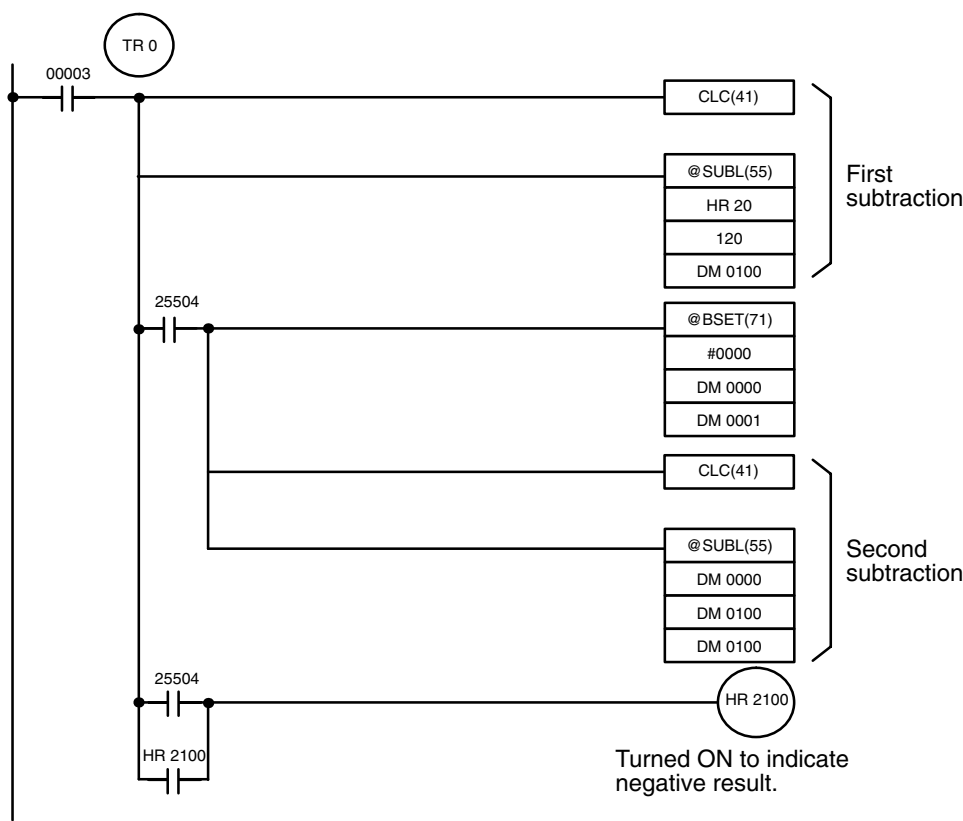 TR 0
00003
CLC(41)
@SUBL(55)
HR 20
120
DM 0100
First
subtraction
25504
@BSET(71)
#0000
DM 0000
DM 0001
CLC(41)
@SUBL(55)
DM 0000
DM 0100
DM 0100
Second
subtraction
25504
HR 2100
HR 2100
Turned ON to indicate
negative result.